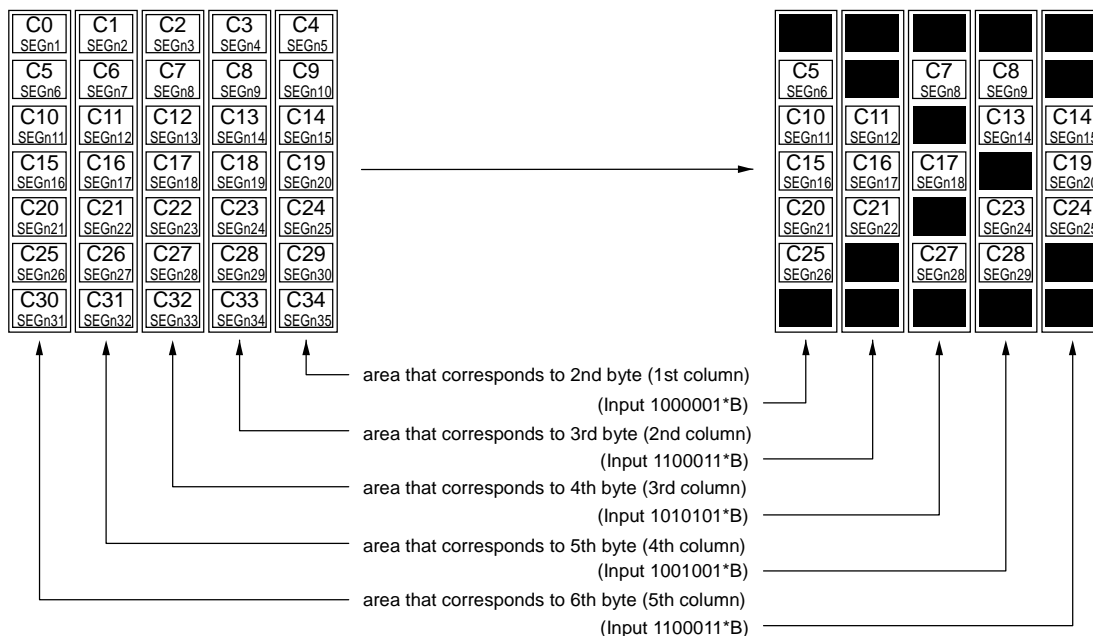 C0 C1 C2 C3 C4
SEGn1 SEGn2 SEGn3 SEGn4 SEGn5
C5 C6 C7 C8 C9 C5 C7 C8
SEGn6 SEGn7 SEGn8 SEGn9 SEGn10 SEGn6 SEGn8 SEGn9
C10 C11 C12 C13 C14 C10 C11 C13 C14
SEGn11 SEGn12 SEGn13 SEGn14 SEGn15 SEGn11 SEGn12 SEGn14 SEGn15
C15 C16 C17 C18 C19 C15 C16 C17 C19
SEGn16 SEGn17 SEGn18 SEGn19 SEGn20 SEGn16 SEGn17 SEGn18 SEGn20
C20 C21 C22 C23 C24 C20 C21 C23 C24
SEGn21 SEGn22 SEGn23 SEGn24 SEGn25 SEGn21 SEGn22 SEGn24 SEGn25
C25 C26 C27 C28 C29 C25 C27 C28
SEGn26 SEGn27 SEGn28 SEGn29 SEGn30 SEGn26 SEGn28 SEGn29
C30 C31 C32 C33 C34
SEGn31 SEGn32 SEGn33 SEGn34 SEGn35
area that corresponds to 2nd byte (1st column)
(Input 1000001*B)
area that corresponds to 3rd byte (2nd column)
(Input 1100011*B)
area that corresponds to 4th byte (3rd column)
(Input 1010101*B)
area that corresponds to 5th byte (4th column)
(Input 1001001*B)
area that corresponds to 6th byte (5th column)
(Input 1100011*B)